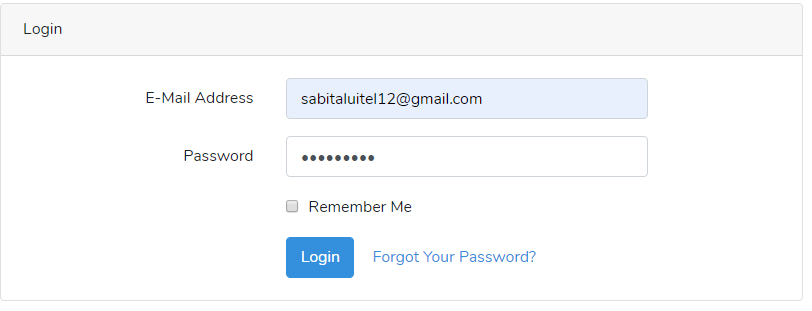 Login
E-Mail Address sabitaluitel12@gmail.com
Password •••••••••
Remember Me
Login Forgot Your Password?